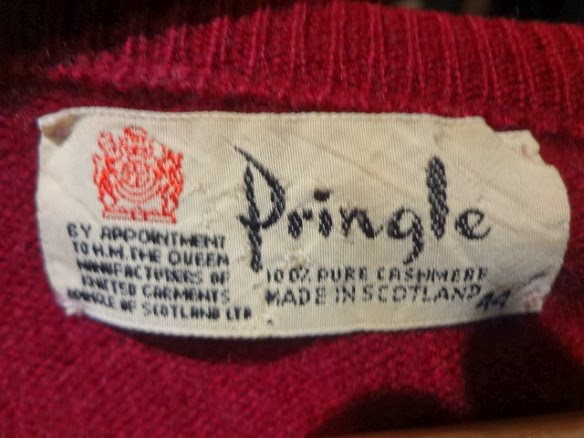 Pringle
100% PURE CASHMERE
MADE IN SCOTLAND
44
BY APPOINTMENT
TO H.M. THE QUEEN
MANUFACTURERS OF
KNITTED GARMENTS
PRINGLE OF SCOTLAND LTD